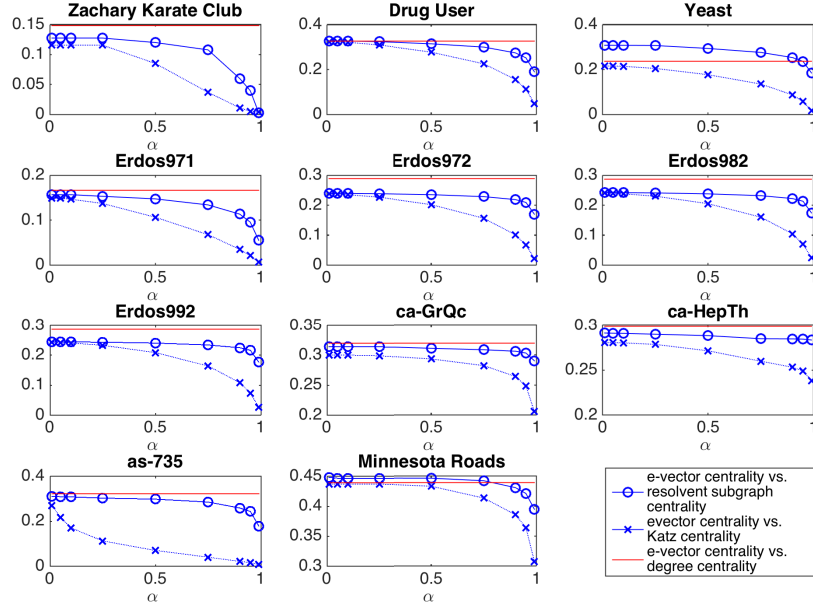 Zachary Karate Club
0.15
0.1
0.05
0
0 0.5 1
α
Drug User
0.4
0.2
0
0 0.5 1
α
Yeast
0.4
0.2
0
0 0.5 1
α
Erdos971
0.2
0.1
0
0 0.5 1
α
Erdos972
0.3
0.2
0.1
0
0 0.5 1
α
Erdos982
0.3
0.2
0.1
0
0 0.5 1
α
Erdos992
0.3
0.2
0.1
0
0 0.5 1
α
ca-GrQc
0.35
0.3
0.25
0.2
0 0.5 1
α
ca-HepTh
0.3
0.25
0.2
0 0.5 1
α
as-735
0.4
0.2
0
0 0.5 1
α
Minnesota Roads
0.45
0.4
0.35
0.3
0 0.5 1
α
e-vector centrality vs.
resolvent subgraph
centrality
evector centrality vs.
Katz centrality
e-vector centrality vs.
degree centrality